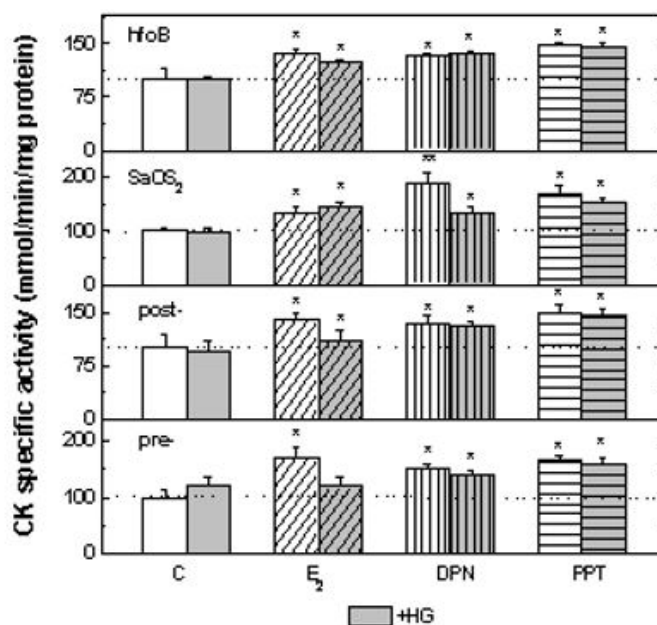 CK specific activity (mmol/min/mg protein)
150
75
0
HfoB
* * * * * *
200
100
0
SaOS2
* * ** * * *
150
75
0
post-
* * * * * *
200
100
0
pre-
* * * * *
C E2 DPN PPT
+HG